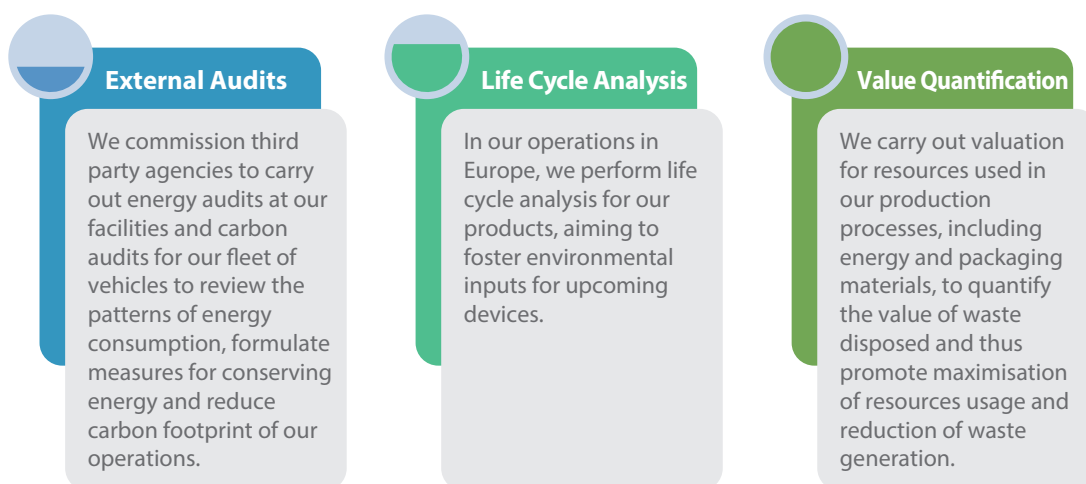 External Audits
We commission third
party agencies to carry
out energy audits at our
facilities and carbon
audits for our fleet of
vehicles to review the
patterns of energy
consumption, formulate
measures for conserving
energy and reduce
carbon footprint of our
operations.
Life Cycle Analysis
In our operations in
Europe, we perform life
cycle analysis for our
products, aiming to
foster environmental
inputs for upcoming
devices.
Value Quantification
We carry out valuation
for resources used in
our production
processes, including
energy and packaging
materials, to quantify
the value of waste
disposed and thus
promote maximisation
of resources usage and
reduction of waste
generation.